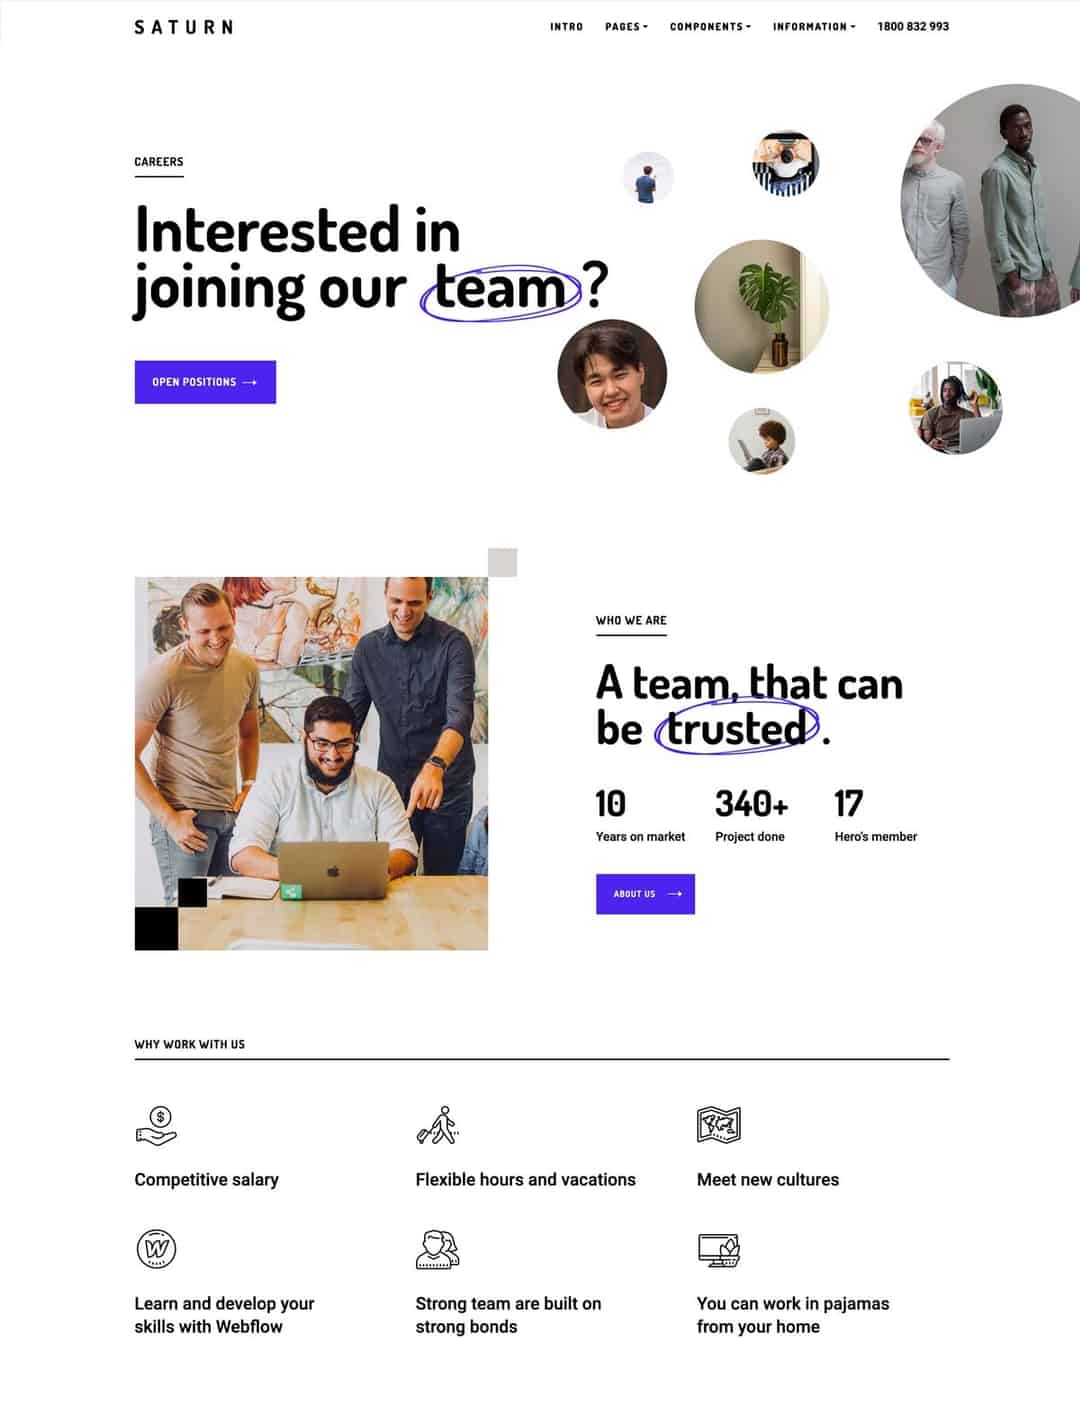 SATURN
INTRO PAGES COMPONENTS INFORMATION 1800 832 993
CAREERS
Interested in
joining our team ?
OPEN POSITIONS
WHO WE ARE
A team, that can
be trusted .
10 340+ 17
Years on market Project done Hero's member
ABOUT US
WHY WORK WITH US
$
Competitive salary Flexible hours and vacations Meet new cultures
W
Learn and develop your
skills with Webflow
Strong team are built on
strong bonds
You can work in pajamas
from your home